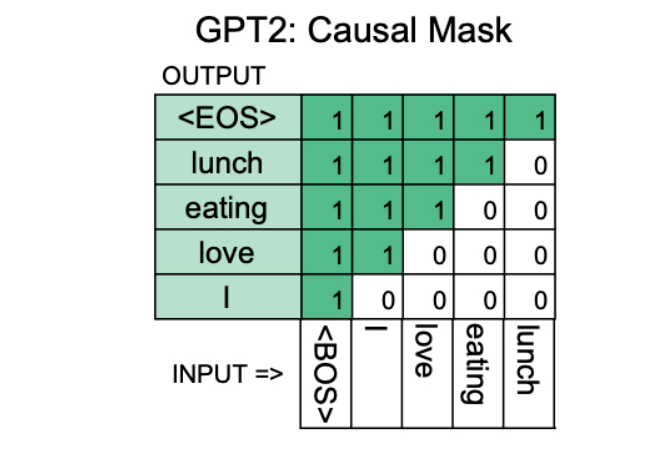 GPT2: Causal Mask
OUTPUT
<EOS> 1 1 1 1 1
lunch 1 1 1 1 0
eating 1 1 1 0 0
love 1 1 0 0 0
I 1 0 0 0 0
INPUT => <BOS> I love eating lunch